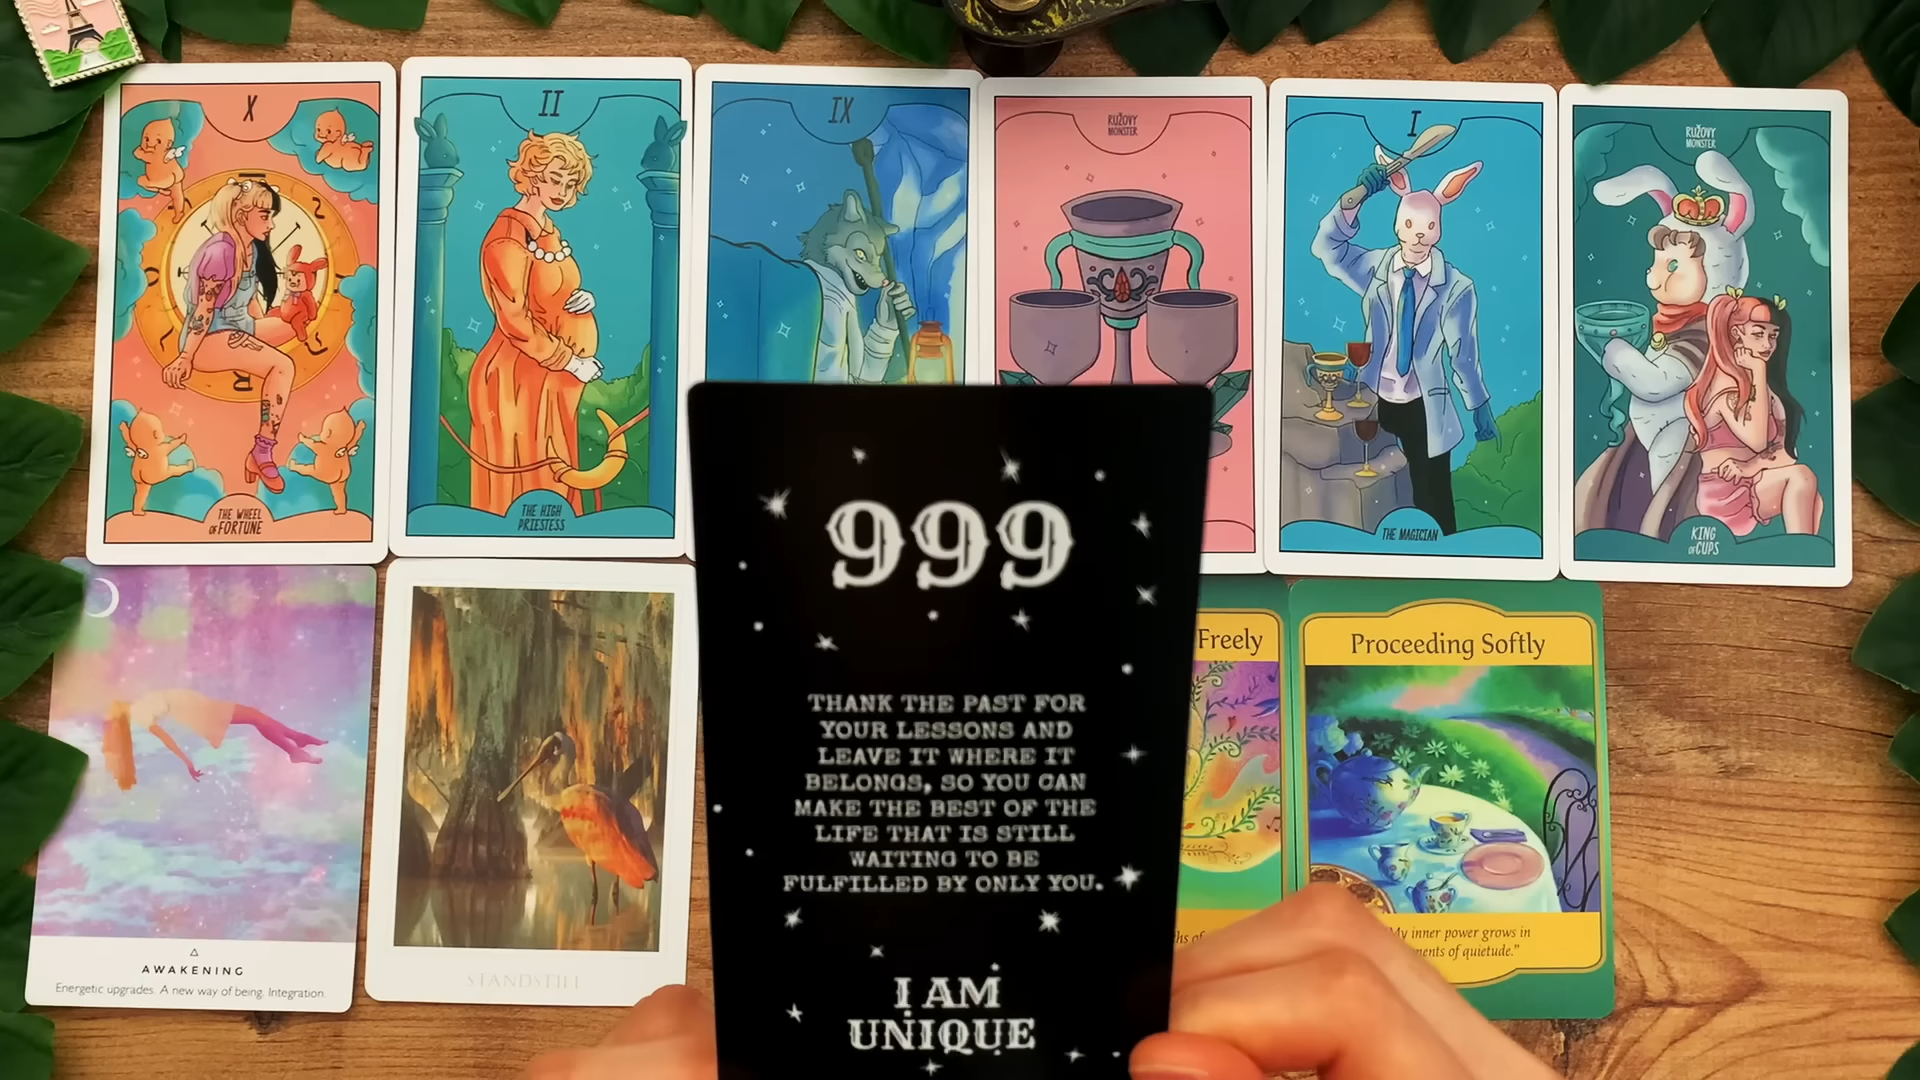 X
THE WHEEL
OF FORTUNE
II
THE HIGH
PRIESTESS
IX
RUŽOVY
MONSTER
I
THE MAGICIAN
RUŽOVY
MONSTER
KING
OF CUPS
AWAKENING
Energetic upgrades. A new way of being. Integration.
STANDSTILL
999
THANK THE PAST FOR
YOUR LESSONS AND
LEAVE IT WHERE IT
BELONGS, SO YOU CAN
MAKE THE BEST OF THE
LIFE THAT IS STILL
WAITING TO BE
FULFILLED BY ONLY YOU.
I AM
UNIQUE
Freely
of
Proceeding Softly
My inner power grows in
of quietude."